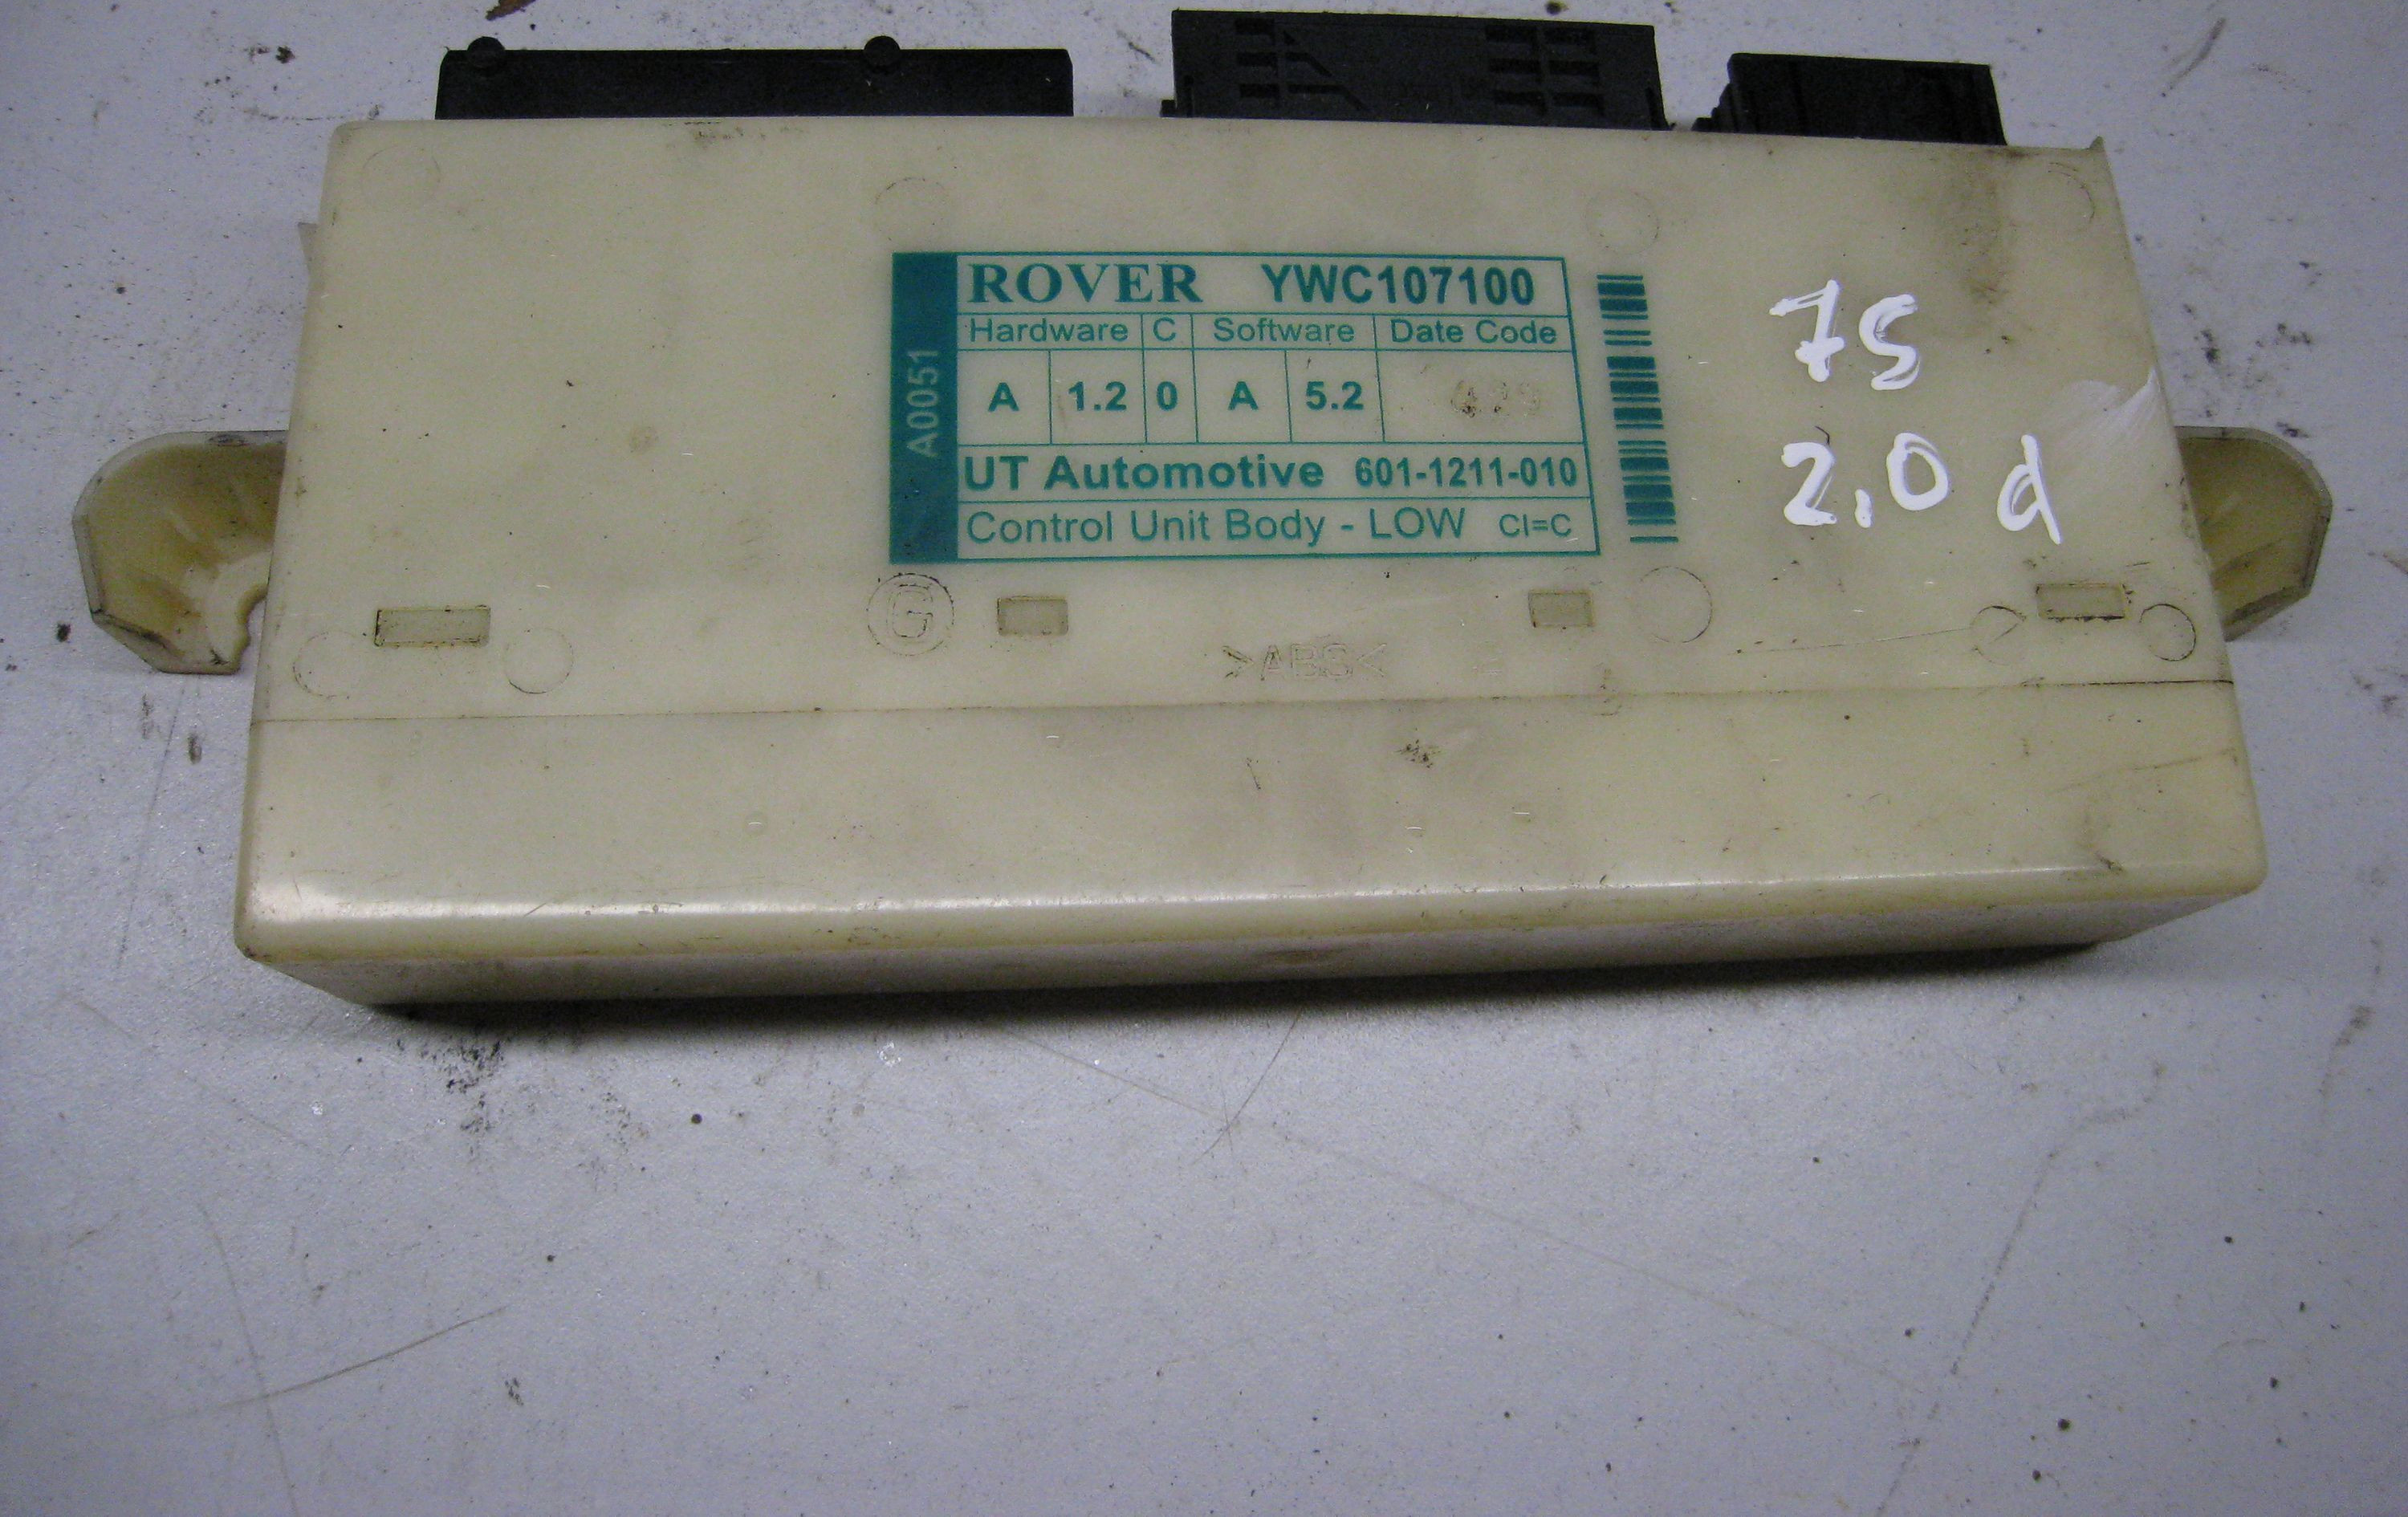 A0051
ROVER YWC107100
Hardware C Software Date Code
A 1.2 0 A 5.2
UT Automotive 601-1211-010
Control Unit Body - LOW CI=C
75
2,0 d
G
>ABS<